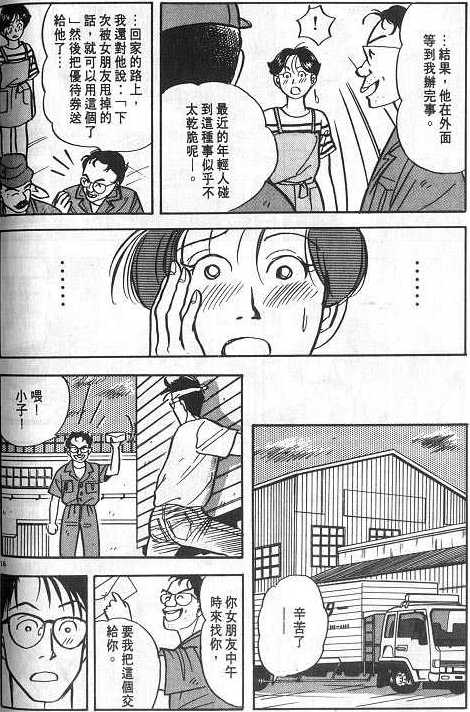 …結果，他在外面
等到我辦完事。
！
最近的年輕人碰
到這種事似乎不
太乾脆呢—。
…回家的路上，
我還對他說：「下
次被女朋友甩掉的
話，就可以用這個了
」然後把優待券送
給他了…
……
……
辛苦了
——
喂！
小子！
16
你女朋友中午
時來找你，
要我把這個交
給你。